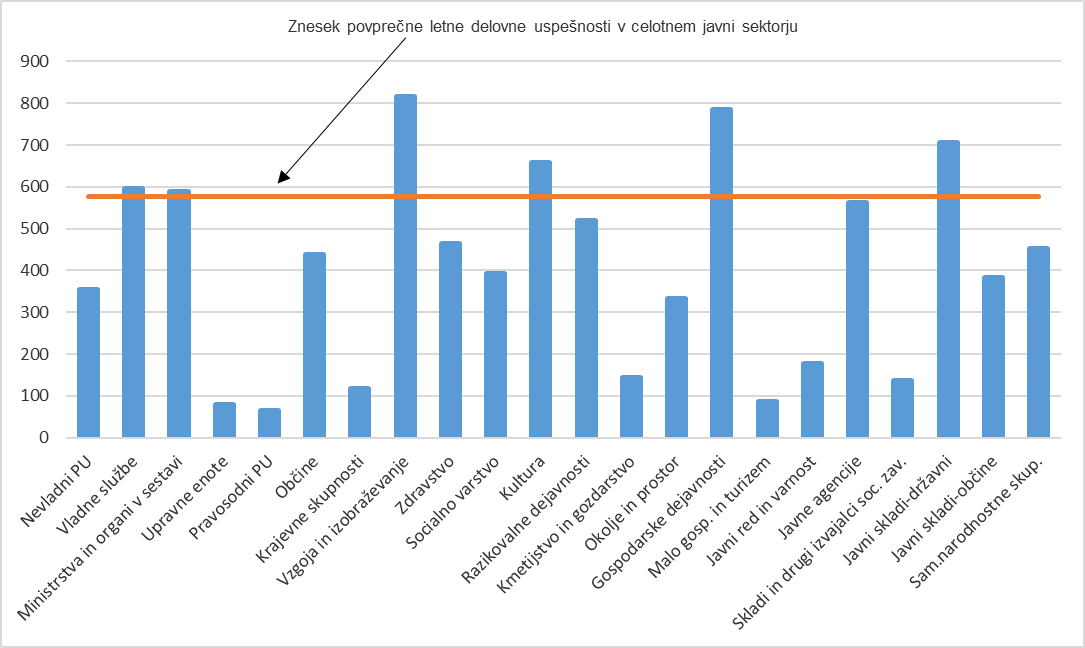 Znesek povprečne letne delovne uspešnosti v celotnem javni sektorju
900
800
700
600
500
400
300
200
100
0
Nevladni PU
Vladne službe
Ministrstva in organi v sestavi
Upravne enote
Pravosodni PU
Občine
Krajevne skupnosti
Vzgoja in izobraževanje
Zdravstvo
Socialno varstvo
Kultura
Razikovalne dejavnosti
Kmetijstvo in gozdarstvo
Okolje in prostor
Gospodarske dejavnosti
Malo gosp. in turizem
Javni red in varnost
Javne agencije
Skladi in drugi izvajalci soc. zav.
Javni skladi-državni
Javni skladi-občine
Sam.narodnostne skup.